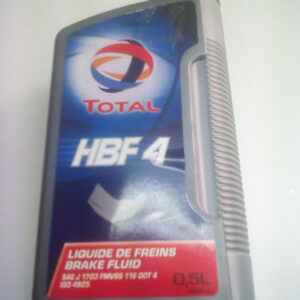 TOTAL
HBF 4
LIQUIDE DE FREINS
BRAKE FLUID
SAE J 1703 FMVSS 116 DOT 4
ISO 4925
0,5L